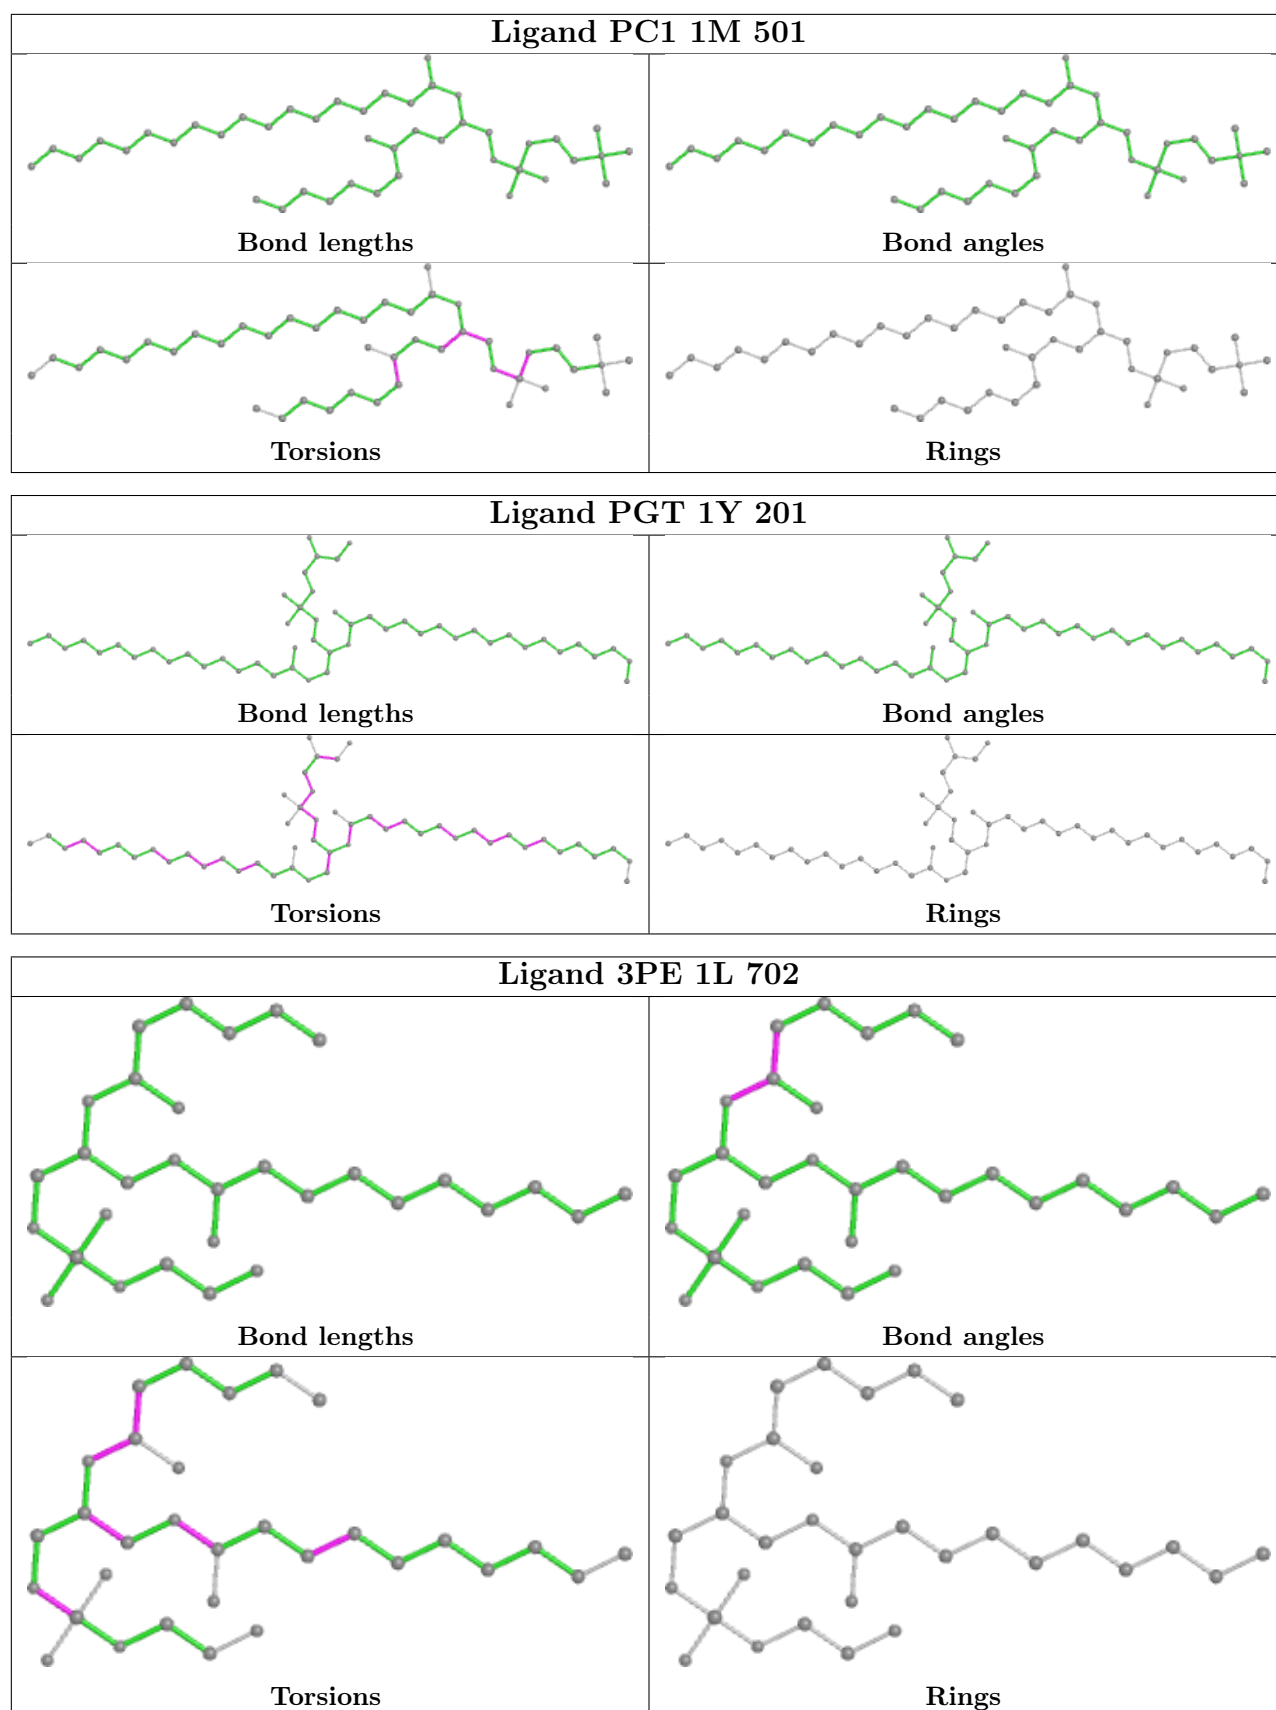 Ligand PC1 1M 501
Bond lengths
Bond angles
Torsions
Rings
Ligand PGT 1Y 201
Bond lengths
Bond angles
Torsions
Rings
Ligand 3PE 1L 702
Bond lengths
Bond angles
Torsions
Rings